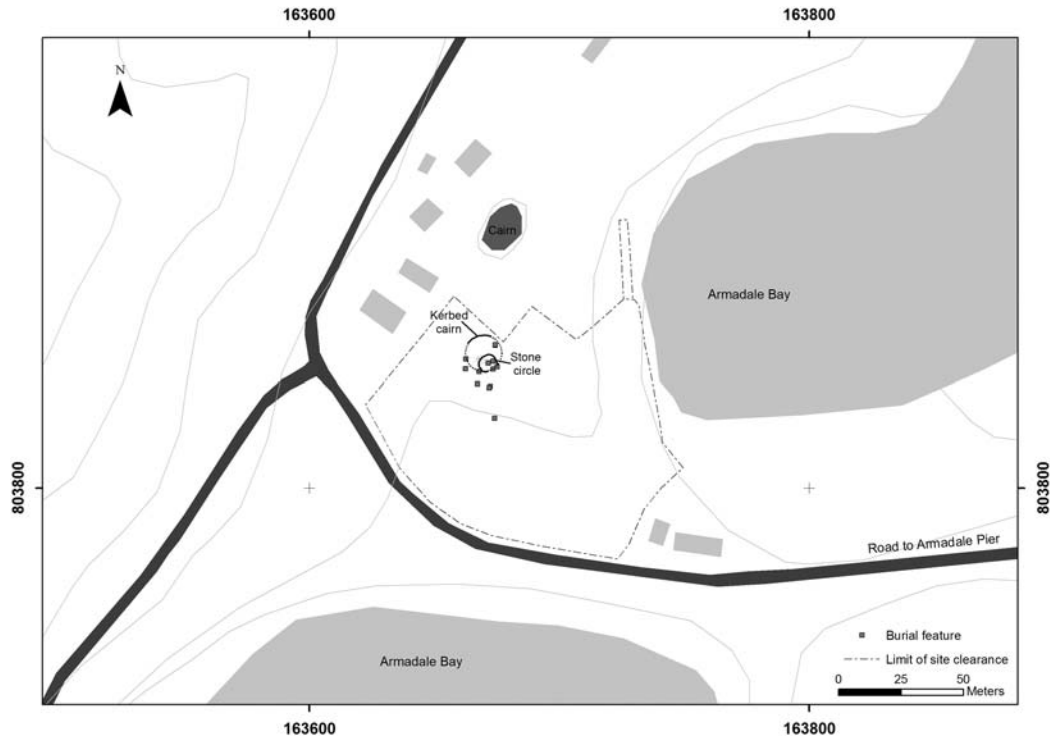 163600 163800
N
Cairn
Armadale Bay
Kerbed
cairn
Stone
circle
803800 803800
Road to Armadale Pier
Armadale Bay
Burial feature
Limit of site clearance
0 25 50
Meters
163600 163800